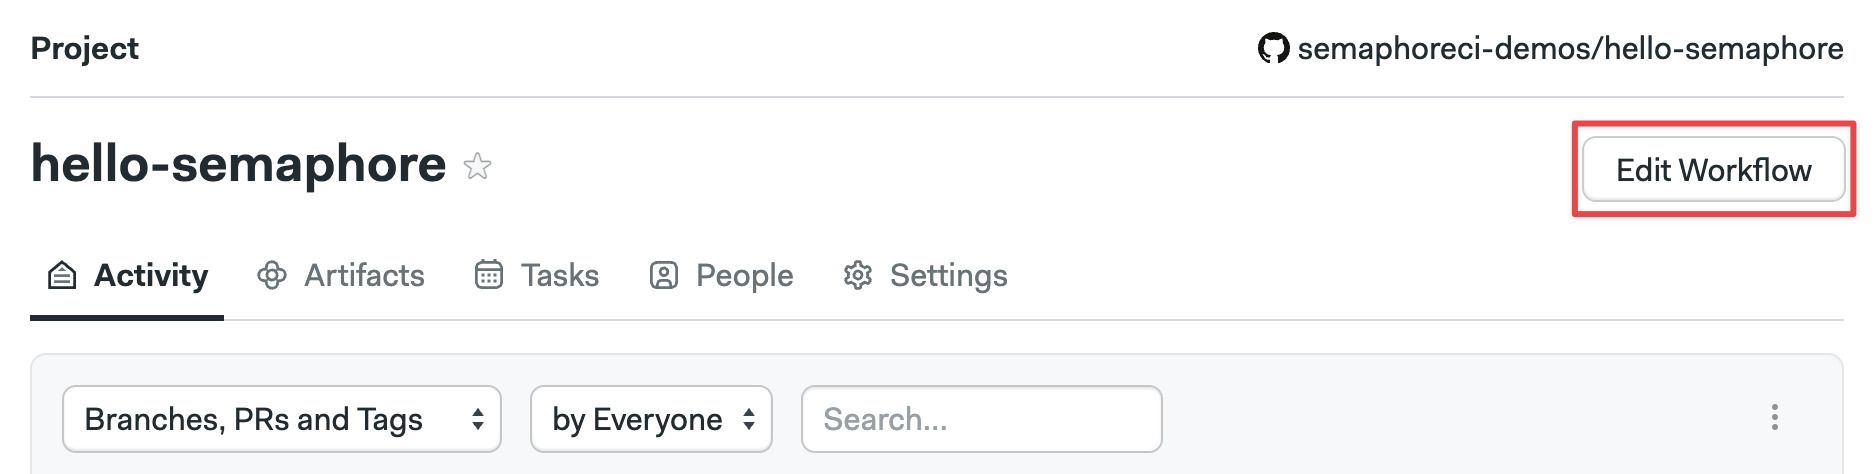 Project
semaphoreci-demos/hello-semaphore
hello-semaphore
Edit Workflow
Activity Artifacts Tasks People Settings
Branches, PRs and Tags by Everyone Search...